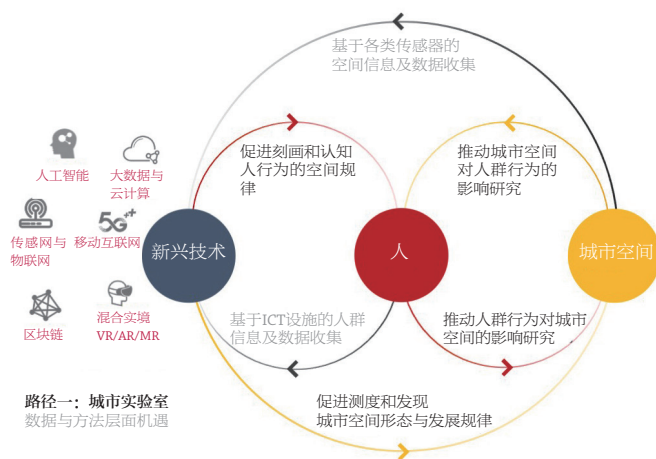 基于各类传感器的
空间信息及数据收集
促进刻画和认知
人行为的空间规
律
推动城市空间
对人群行为的
影响研究
人工智能
大数据与
云计算
5G++
传感网与
物联网
移动互联网
区块链
混合实境
VR/AR/MR
新兴技术
人
城市空间
基于ICT设施的人群
信息及数据收集
推动人群行为对城市
空间的影响研究
促进测度和发现
城市空间形态与发展规律
路径一：城市实验室
数据与方法层面机遇